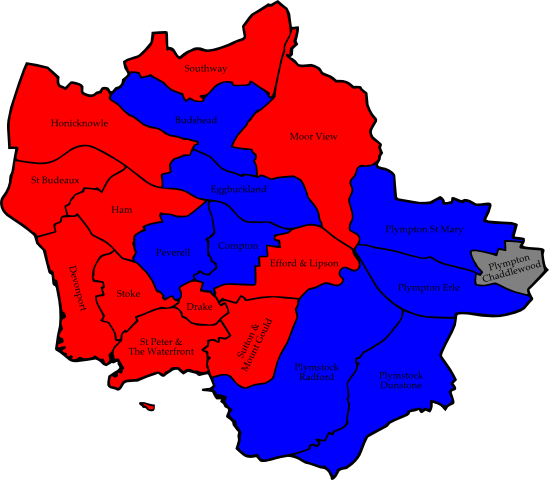 Southway
Honicknowle
Budshead
Moor View
St Budeaux
Eggbuckland
Ham
Plympton St Mary
Compton
Peverell
Efford & Lipson
Plympton
Chaddlewood
Devonport
Stoke
Plympton Erle
Drake
St Peter &
The Waterfront
Sutton &
Mount Gould
Plymstock
Radford
Plymstock
Dunstone